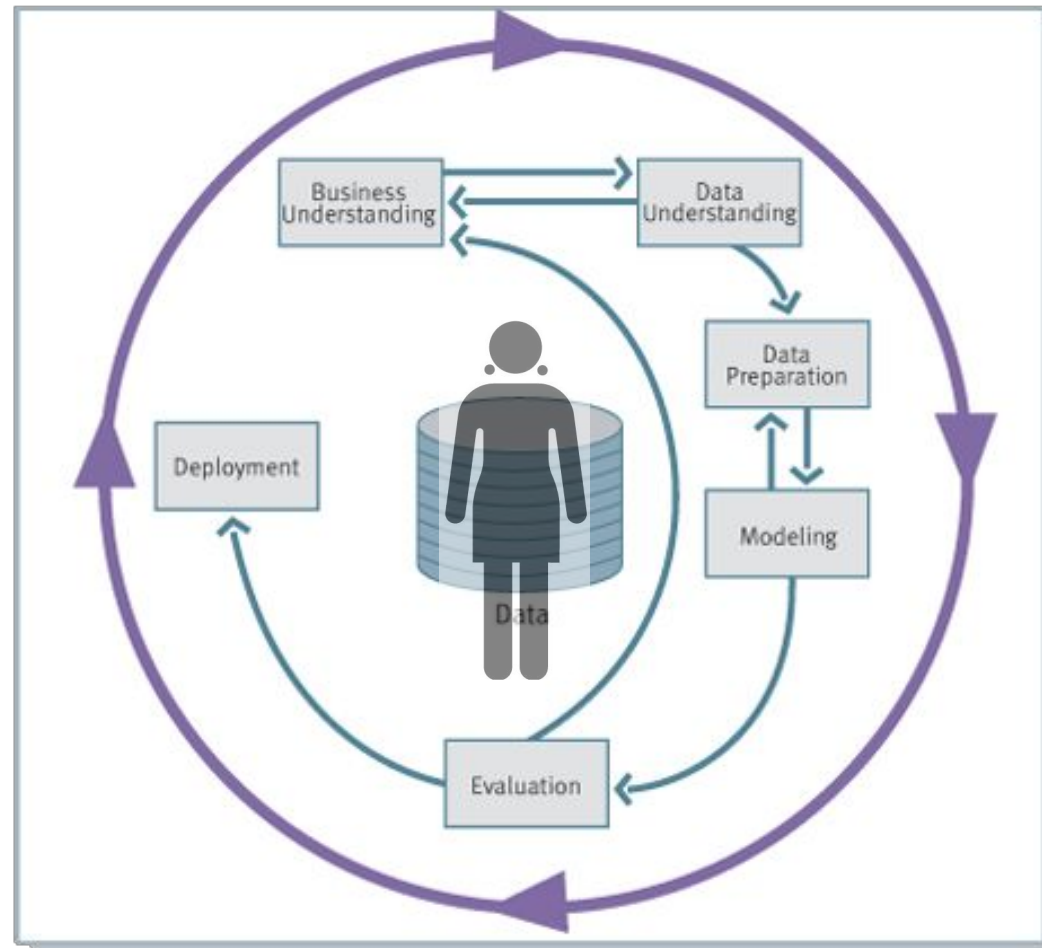 Business
Understanding
Data
Understanding
Data
Preparation
Deployment
Modeling
Data
Evaluation